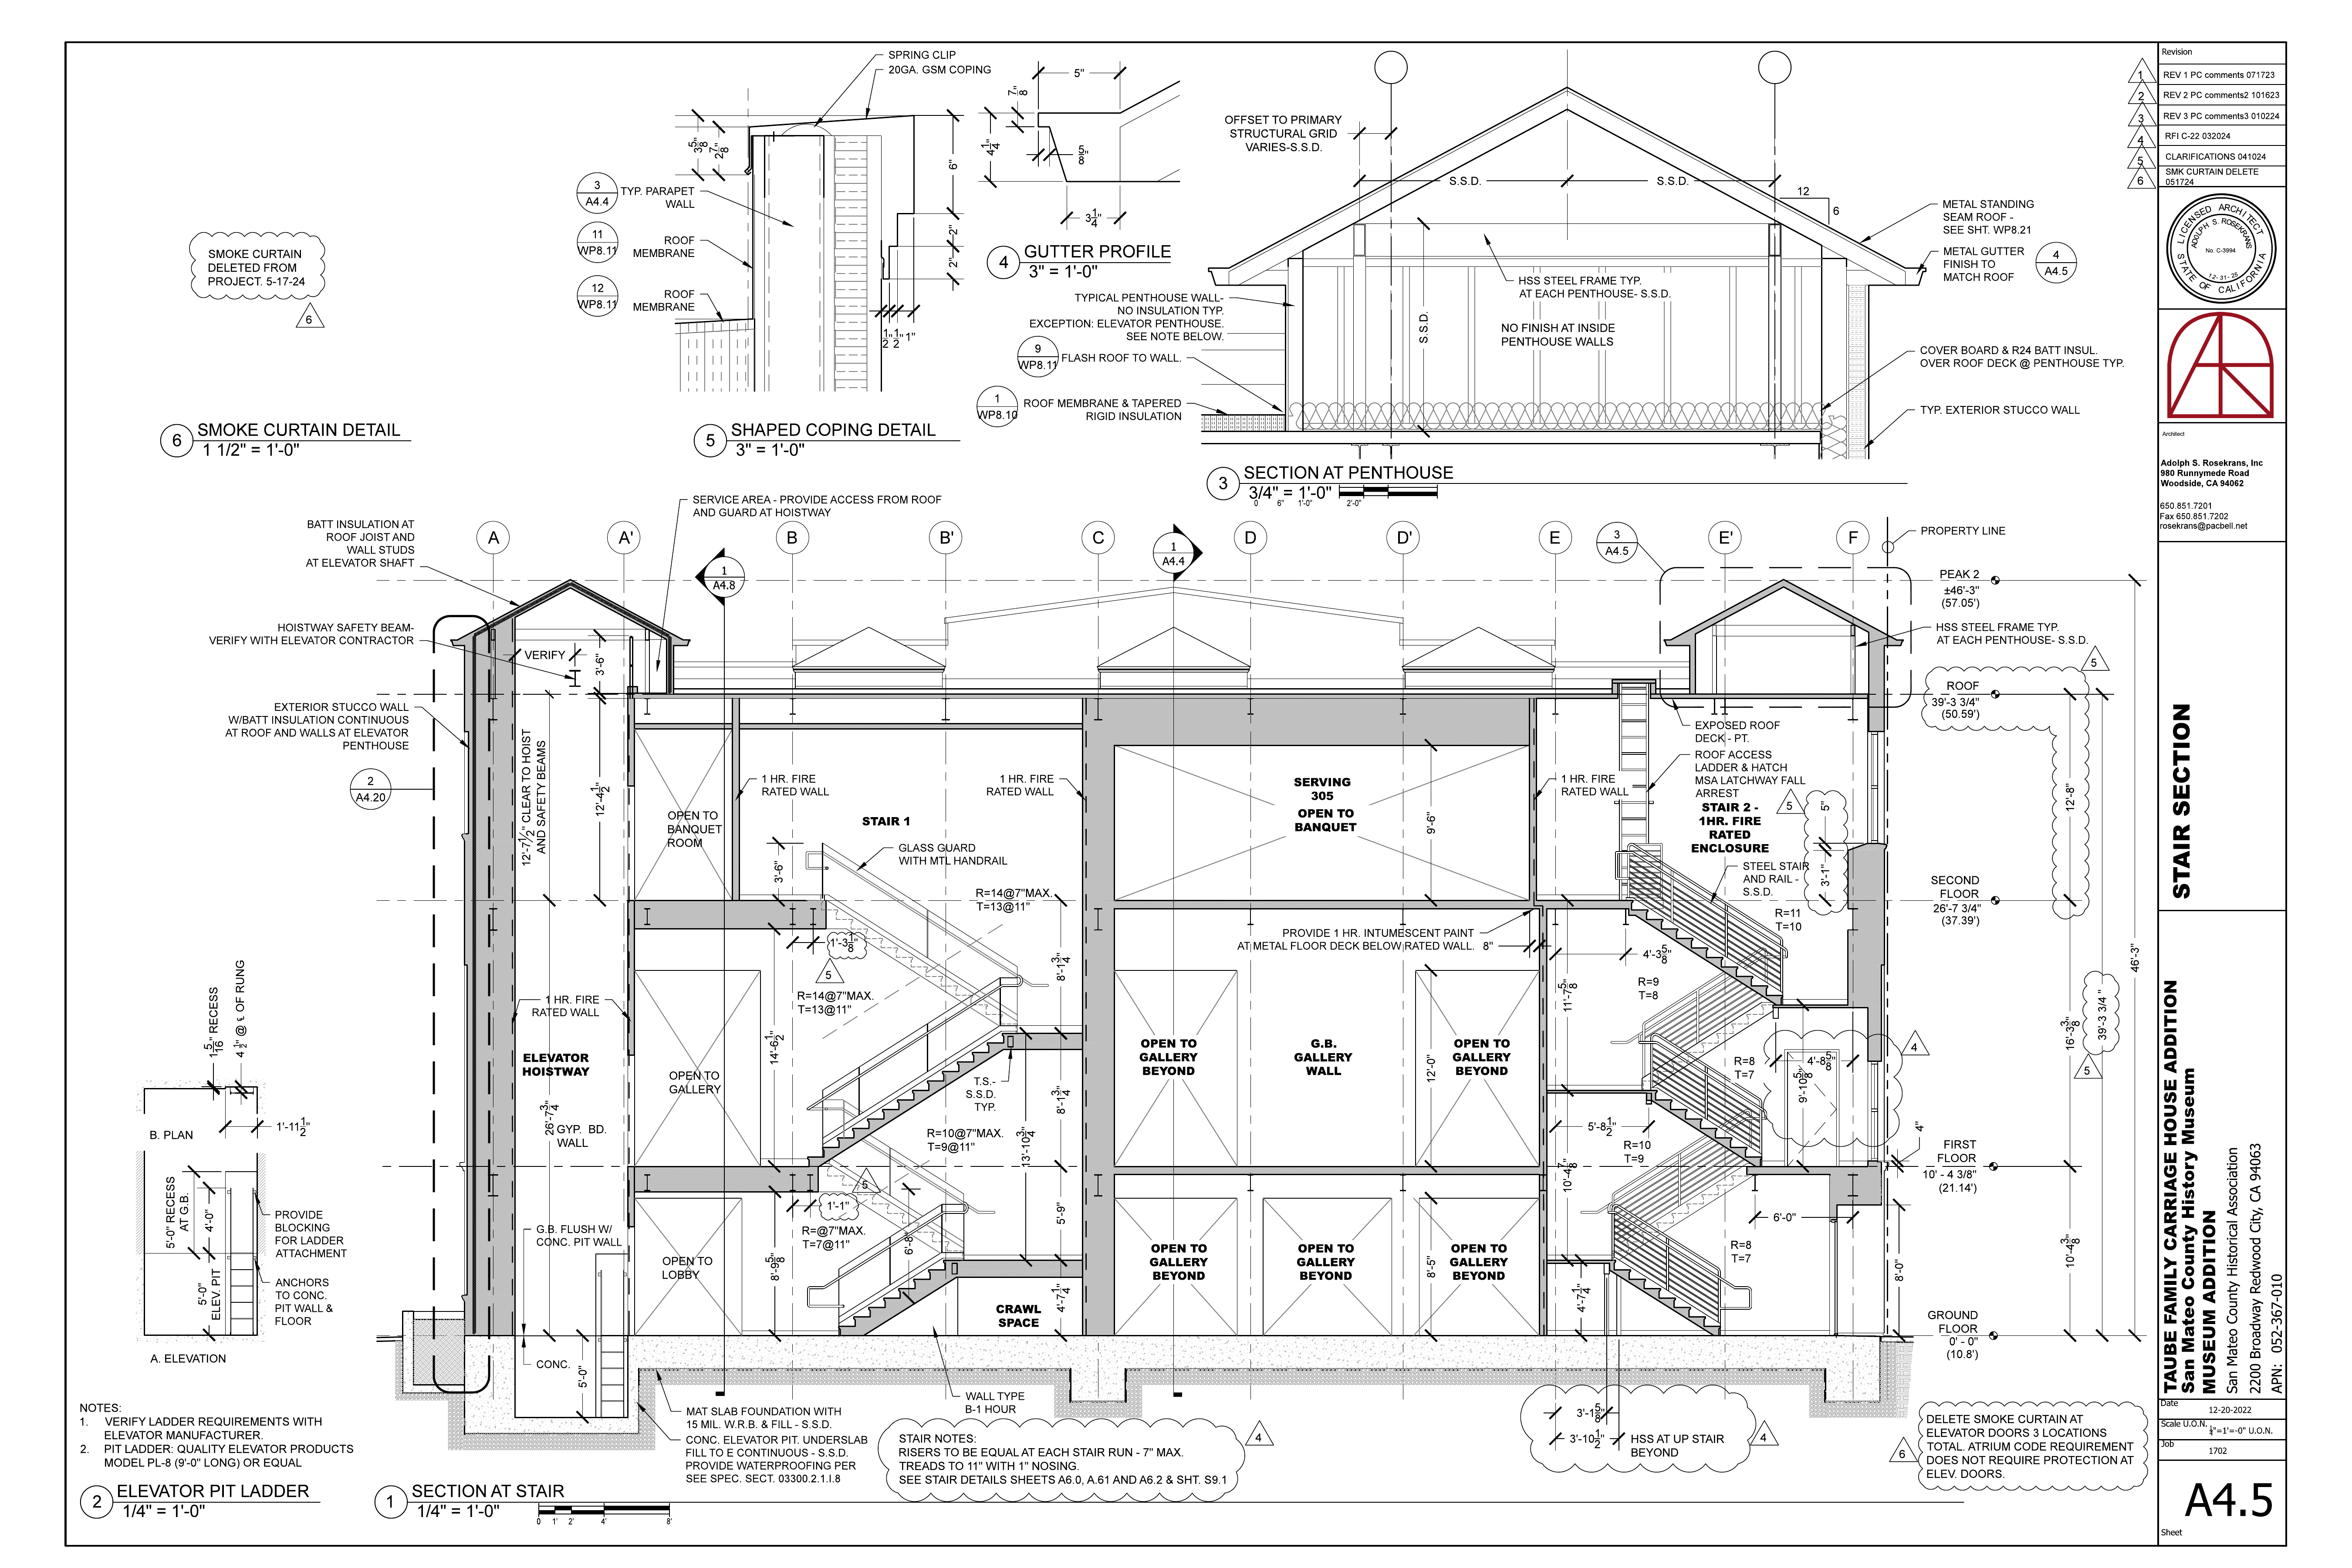 SPRING CLIP
20GA. GSM COPING
3 5/8"
2 7/8"
6"
2"
2"
1/2" 1/2" 1"
3
A4.4
TYP. PARAPET
WALL
11
WP8.11
ROOF
MEMBRANE
12
WP8.11
ROOF
MEMBRANE
SMOKE CURTAIN
DELETED FROM
PROJECT. 5-17-24
6
6
SMOKE CURTAIN DETAIL
1 1/2" = 1'-0"
5
SHAPED COPING DETAIL
3" = 1'-0"
5"
7/8
4 1/4"
5/8"
3 1/4"
4
GUTTER PROFILE
3" = 1'-0"
OFFSET TO PRIMARY
STRUCTURAL GRID
VARIES-S.S.D.
S.S.D.
S.S.D.
12
6
METAL STANDING
SEAM ROOF -
SEE SHT. WP8.21
METAL GUTTER
FINISH TO
MATCH ROOF
4
A4.5
HSS STEEL FRAME TYP.
AT EACH PENTHOUSE- S.S.D.
S.S.D.
NO FINISH AT INSIDE
PENTHOUSE WALLS
TYPICAL PENTHOUSE WALL-
NO INSULATION TYP.
EXCEPTION: ELEVATOR PENTHOUSE.
SEE NOTE BELOW.
9
WP8.11
FLASH ROOF TO WALL.
1
WP8.10
ROOF MEMBRANE & TAPERED
RIGID INSULATION
COVER BOARD & R24 BATT INSUL.
OVER ROOF DECK @ PENTHOUSE TYP.
TYP. EXTERIOR STUCCO WALL
3
SECTION AT PENTHOUSE
3/4" = 1'-0"
0 6" 1'-0" 2'-0"
SERVICE AREA - PROVIDE ACCESS FROM ROOF
AND GUARD AT HOISTWAY
BATT INSULATION AT
ROOF JOIST AND
WALL STUDS
AT ELEVATOR SHAFT
A
A'
B
B'
C
D
D'
E
E'
F
1
A4.8
1
A4.4
3
A4.5
PROPERTY LINE
PEAK 2
±46'-3"
(57.05')
HSS STEEL FRAME TYP.
AT EACH PENTHOUSE- S.S.D.
5
ROOF
39'-3 3/4"
(50.59')
HOISTWAY SAFETY BEAM-
VERIFY WITH ELEVATOR CONTRACTOR
VERIFY
3'-6"
EXTERIOR STUCCO WALL
W/BATT INSULATION CONTINUOUS
AT ROOF AND WALLS AT ELEVATOR
PENTHOUSE
2
A4.20
12'-7 1/2" CLEAR TO HOIST
AND SAFETY BEAMS
12'-4 1/2"
OPEN TO
BANQUET
ROOM
1 HR. FIRE
RATED WALL
STAIR 1
1 HR. FIRE
RATED WALL
GLASS GUARD
WITH MTL HANDRAIL
3'-6"
R=14@7"MAX.
T=13@11"
SERVING
305
OPEN TO
BANQUET
9'-6"
1 HR. FIRE
RATED WALL
EXPOSED ROOF
DECK - PT.
ROOF ACCESS
LADDER & HATCH
MSA LATCHWAY FALL
ARREST
STAIR 2 -
1HR. FIRE
RATED
ENCLOSURE
5
5"
3'-1"
STEEL STAIR
AND RAIL -
S.S.D.
R=11
T=10
12'-8"
SECOND
FLOOR
26'-7 3/4"
(37.39')
46'-3"
39'-3 3/4"
5
16'-3 3/8"
PROVIDE 1 HR. INTUMESCENT PAINT
AT METAL FLOOR DECK BELOW RATED WALL. 8"
1'-3 1/8"
5
R=14@7"MAX.
T=13@11"
8'-1 3/4"
4'-3 5/8"
R=9
T=8
11'-7 5/8"
1 HR. FIRE
RATED WALL
ELEVATOR
HOISTWAY
26'-7 3/4"
GYP. BD.
WALL
OPEN TO
GALLERY
14'-6 1/2"
T.S.-
S.S.D.
TYP.
8'-1 3/4"
13'-10 3/4"
R=10@7"MAX.
T=9@11"
OPEN TO
GALLERY
BEYOND
G.B.
GALLERY
WALL
12'-0"
OPEN TO
GALLERY
BEYOND
R=8
T=7
4'-8 5/8"
9'-10 5/8"
4
5'-8 1/2"
R=10
T=9
10'-4 7/8"
4"
FIRST
FLOOR
10' - 4 3/8"
(21.14')
1 5/16" RECESS
4 1/2" @ ℄ OF RUNG
B. PLAN
1'-11 1/2"
5'-0" RECESS
AT G.B.
4'-0"
5'-0"
ELEV. PIT
PROVIDE
BLOCKING
FOR LADDER
ATTACHMENT
ANCHORS
TO CONC.
PIT WALL &
FLOOR
A. ELEVATION
G.B. FLUSH W/
CONC. PIT WALL
CONC.
5'-0"
OPEN TO
LOBBY
8'-9 5/8"
1'-1"
5
R=@7"MAX.
T=7@11"
6'-8"
5'-9"
4'-7 1/4"
CRAWL
SPACE
OPEN TO
GALLERY
BEYOND
OPEN TO
GALLERY
BEYOND
8'-5"
OPEN TO
GALLERY
BEYOND
4'-7 1/4"
6'-0"
R=8
T=7
8'-0"
10'-4 3/8"
GROUND
FLOOR
0' - 0"
(10.8')
NOTES:
1. VERIFY LADDER REQUIREMENTS WITH
ELEVATOR MANUFACTURER.
2. PIT LADDER: QUALITY ELEVATOR PRODUCTS
MODEL PL-8 (9'-0" LONG) OR EQUAL
2
ELEVATOR PIT LADDER
1/4" = 1'-0"
1
SECTION AT STAIR
1/4" = 1'-0"
0 1' 2' 4' 8'
MAT SLAB FOUNDATION WITH
15 MIL. W.R.B. & FILL - S.S.D.
CONC. ELEVATOR PIT. UNDERSLAB
FILL TO E CONTINUOUS - S.S.D.
PROVIDE WATERPROOFING PER
SEE SPEC. SECT. 03300.2.1.I.8
WALL TYPE
B-1 HOUR
STAIR NOTES:
RISERS TO BE EQUAL AT EACH STAIR RUN - 7" MAX.
TREADS TO 11" WITH 1" NOSING.
SEE STAIR DETAILS SHEETS A6.0, A.61 AND A6.2 & SHT. S9.1
4
3'-1 5/8"
3'-10 1/2"
HSS AT UP STAIR
BEYOND
4
6
DELETE SMOKE CURTAIN AT
ELEVATOR DOORS 3 LOCATIONS
TOTAL. ATRIUM CODE REQUIREMENT
DOES NOT REQUIRE PROTECTION AT
ELEV. DOORS.
Revision
1 REV 1 PC comments 071723
2 REV 2 PC comments2 101623
3 REV 3 PC comments3 010224
4 RFI C-22 032024
5 CLARIFICATIONS 041024
6 SMK CURTAIN DELETE
051724
LICENSED ARCHITECT
ADOLPH S. ROSEKRANS
No. C-3994
12-31-25
STATE OF CALIFORNIA
Architect
Adolph S. Rosekrans, Inc
980 Runnymede Road
Woodside, CA 94062
650.851.7201
Fax 650.851.7202
rosekrans@pacbell.net
STAIR SECTION
TAUBE FAMILY CARRIAGE HOUSE ADDITION
San Mateo County History Museum
MUSEUM ADDITION
San Mateo County Historical Association
2200 Broadway Redwood City, CA 94063
APN: 052-367-010
Date
12-20-2022
Scale U.O.N.
1/4"=1'=-0" U.O.N.
Job
1702
A4.5
Sheet